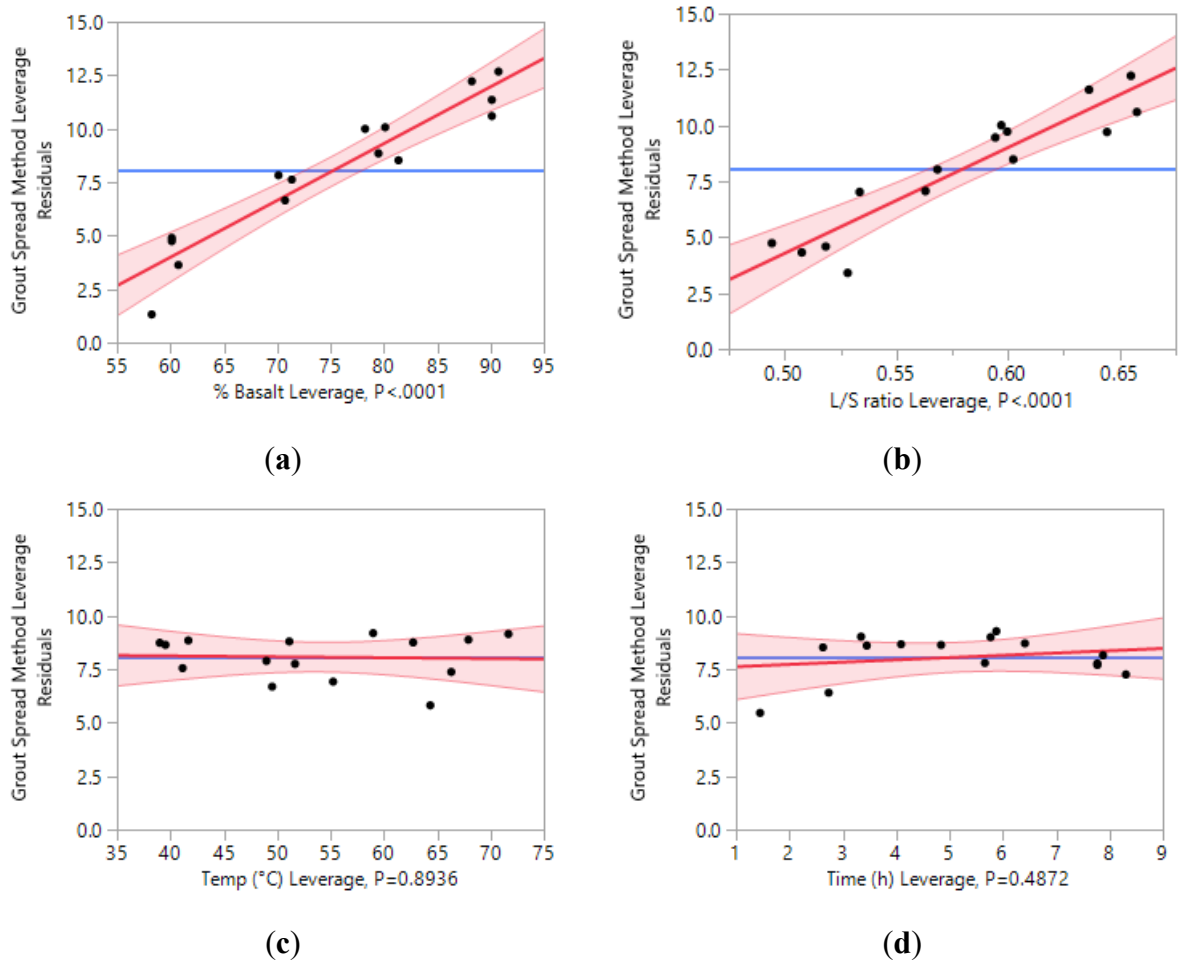 Grout Spread Method Leverage
Residuals
15.0
12.5
10.0
7.5
5.0
2.5
0.0
55 60 65 70 75 80 85 90 95
% Basalt Leverage, P<.0001
(a)
Grout Spread Method Leverage
Residuals
15.0
12.5
10.0
7.5
5.0
2.5
0.0
0.50 0.55 0.60 0.65
L/S ratio Leverage, P<.0001
(b)
Grout Spread Method Leverage
Residuals
15.0
12.5
10.0
7.5
5.0
2.5
0.0
35 40 45 50 55 60 65 70 75
Temp (°C) Leverage, P=0.8936
(c)
Grout Spread Method Leverage
Residuals
15.0
12.5
10.0
7.5
5.0
2.5
0.0
1 2 3 4 5 6 7 8 9
Time (h) Leverage, P=0.4872
(d)